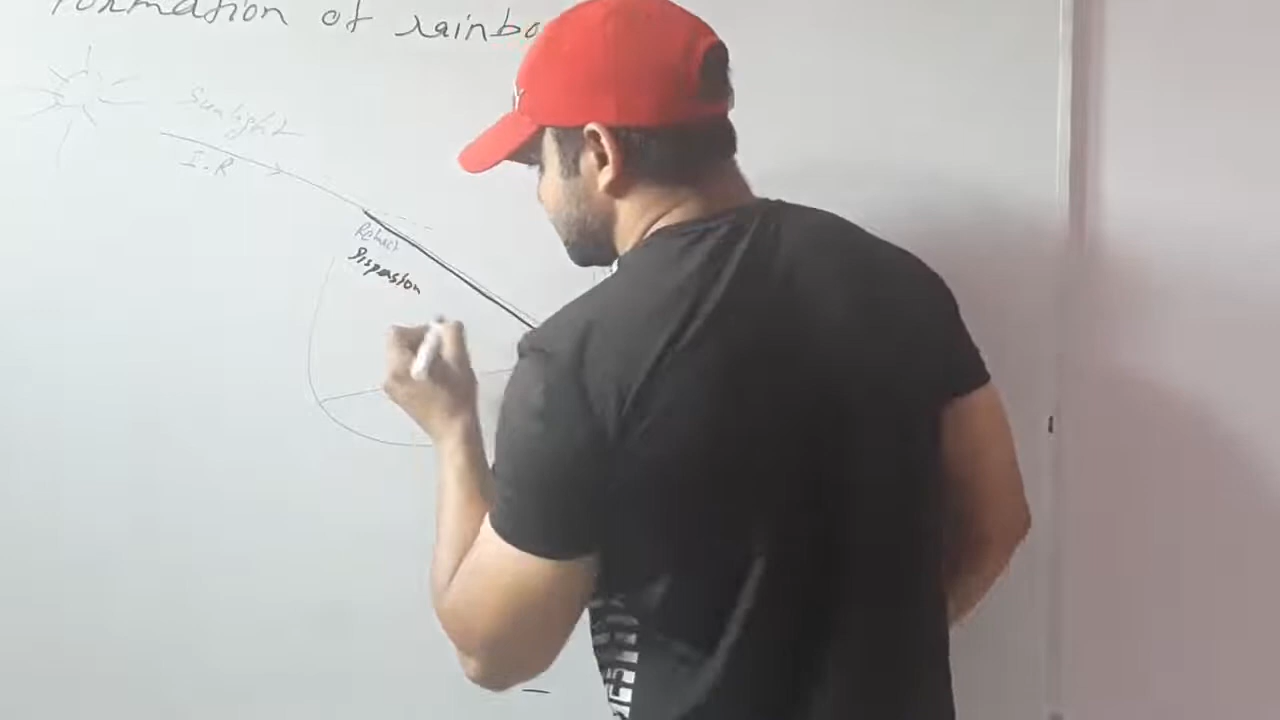 Formation of rainbo
Sunlight
I.R
Refract
Dispersion